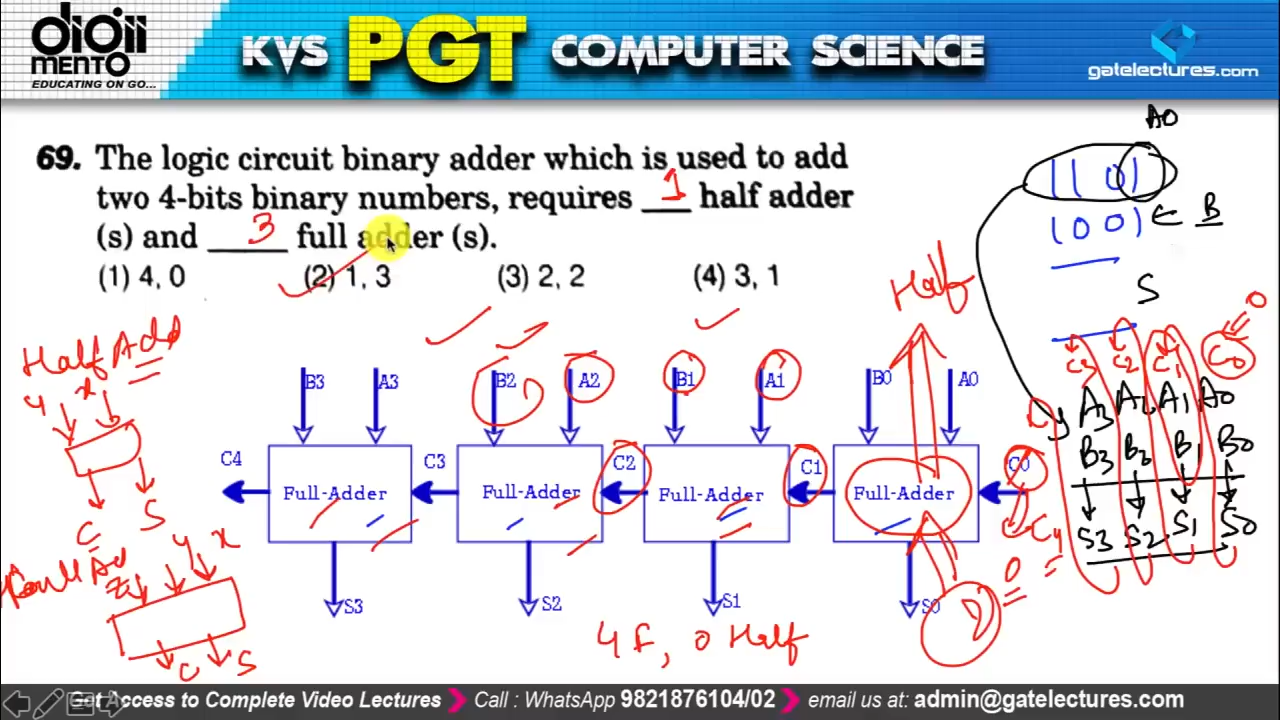 digii
MENTO
EDUCATING ON GO...
KVS PGT COMPUTER SCIENCE
gatelectures.com
69. The logic circuit binary adder which is used to add
two 4-bits binary numbers, requires 1 half adder
(s) and 3 full adder (s).
(1) 4, 0 (2) 1, 3 (3) 2, 2 (4) 3, 1
A0
1101
1001 ← B
S
Half
Half Add
y x
C S
y x
C S
C3 C2 C1 C0 = 0
A3 A2 A1 A0
B3 B2 B1 B0
S3 S2 S1 S0
B3 A3 B2 A2 B1 A1 B0 A0
C4 C3 C2 C1 C0
Full-Adder Full-Adder Full-Adder Full-Adder
S3 S2 S1 S0
C4
0
4 F, 0 Half
Get Access to Complete Video Lectures | Call : WhatsApp 9821876104/02 | email us at: admin@gatelectures.com